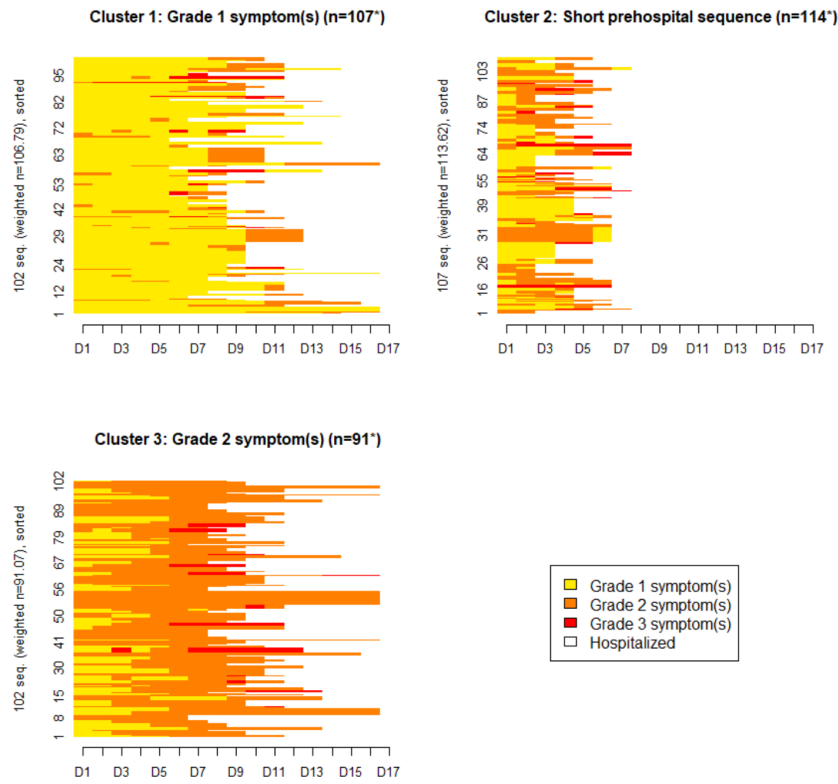 Cluster 1: Grade 1 symptom(s) (n=107*)
102 seq. (weighted n=106.79), sorted
95
82
72
63
53
42
29
24
12
1
D1 D3 D5 D7 D9 D11 D13 D15 D17
Cluster 2: Short prehospital sequence (n=114*)
107 seq. (weighted n=113.62), sorted
103
87
74
64
55
39
31
26
16
1
D1 D3 D5 D7 D9 D11 D13 D15 D17
Cluster 3: Grade 2 symptom(s) (n=91*)
102 seq. (weighted n=91.07), sorted
102
89
79
67
56
50
41
30
15
8
1
D1 D3 D5 D7 D9 D11 D13 D15 D17
Grade 1 symptom(s)
Grade 2 symptom(s)
Grade 3 symptom(s)
Hospitalized